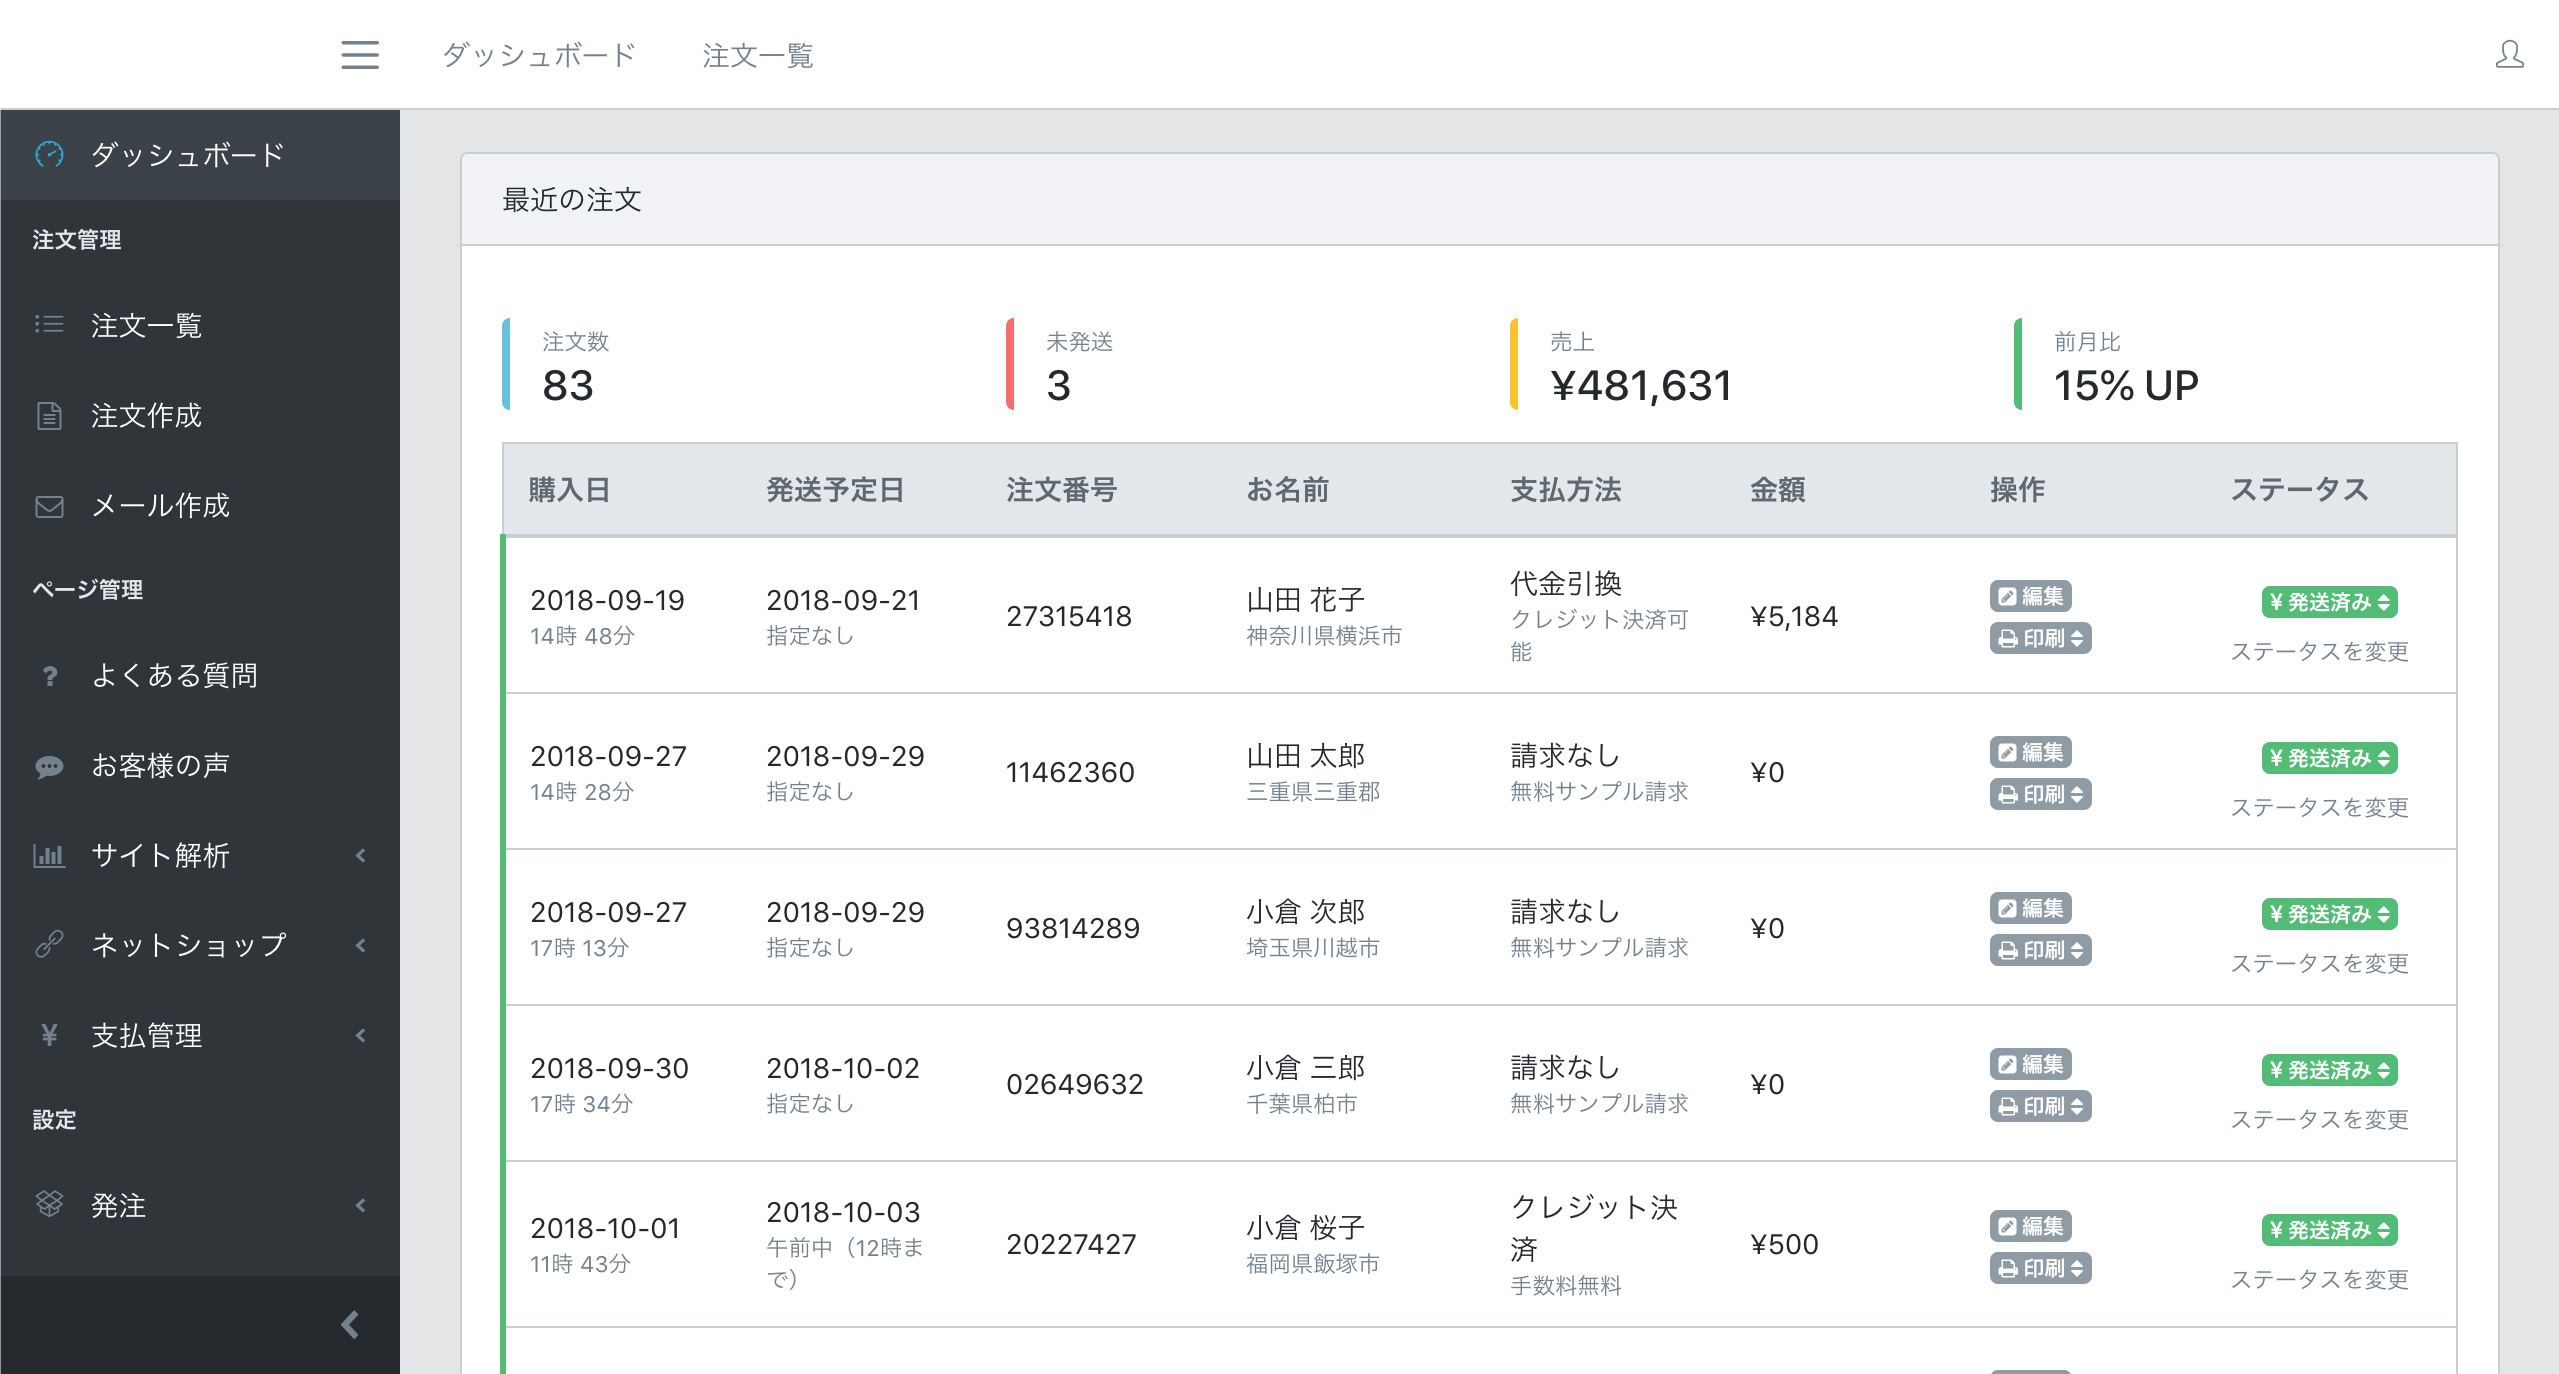 ダッシュボード 注文一覧
ダッシュボード
注文管理
注文一覧
注文作成
メール作成
ページ管理
? よくある質問
お客様の声
サイト解析
ネットショップ
¥ 支払管理
設定
発注
最近の注文
注文数 未発送 売上 前月比
83 3 ¥481,631 15% UP
購入日 発送予定日 注文番号 お名前 支払方法 金額 操作 ステータス
2018-09-19
14時 48分
2018-09-21
指定なし
27315418
山田 花子
神奈川県横浜市
代金引換
クレジット決済可
能
¥5,184
編集
印刷
¥ 発送済み
ステータスを変更
2018-09-27
14時 28分
2018-09-29
指定なし
11462360
山田 太郎
三重県三重郡
請求なし
無料サンプル請求
¥0
編集
印刷
¥ 発送済み
ステータスを変更
2018-09-27
17時 13分
2018-09-29
指定なし
93814289
小倉 次郎
埼玉県川越市
請求なし
無料サンプル請求
¥0
編集
印刷
¥ 発送済み
ステータスを変更
2018-09-30
17時 34分
2018-10-02
指定なし
02649632
小倉 三郎
千葉県柏市
請求なし
無料サンプル請求
¥0
編集
印刷
¥ 発送済み
ステータスを変更
2018-10-01
11時 43分
2018-10-03
午前中（12時ま
で）
20227427
小倉 桜子
福岡県飯塚市
クレジット決
済
手数料無料
¥500
編集
印刷
¥ 発送済み
ステータスを変更